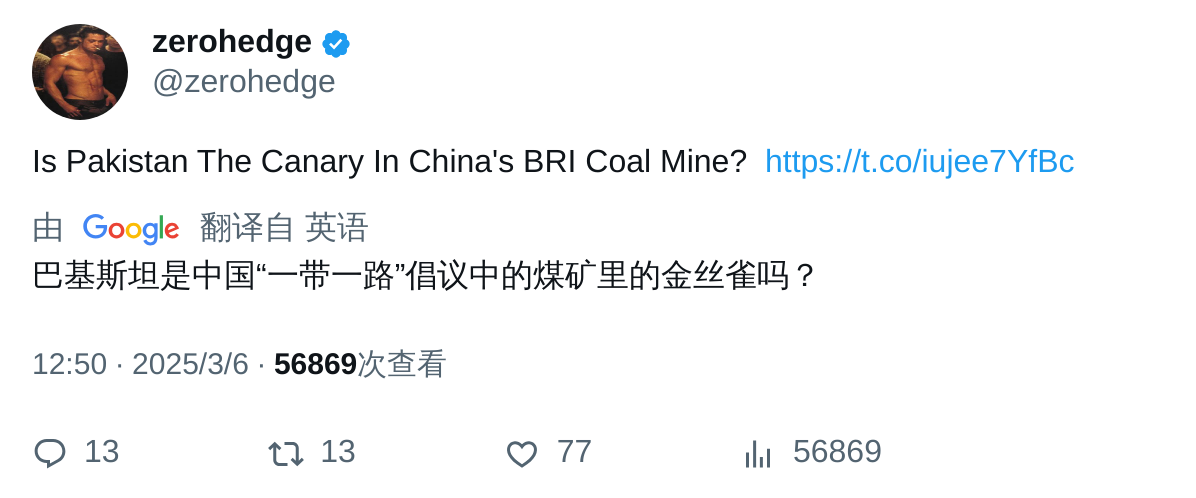 zerohedge
@zerohedge
Is Pakistan The Canary In China's BRI Coal Mine? https://t.co/iujee7YfBc
由 Google 翻译自 英语
巴基斯坦是中国“一带一路”倡议中的煤矿里的金丝雀吗？
12:50 · 2025/3/6 · 56869次查看
13 13 77 56869